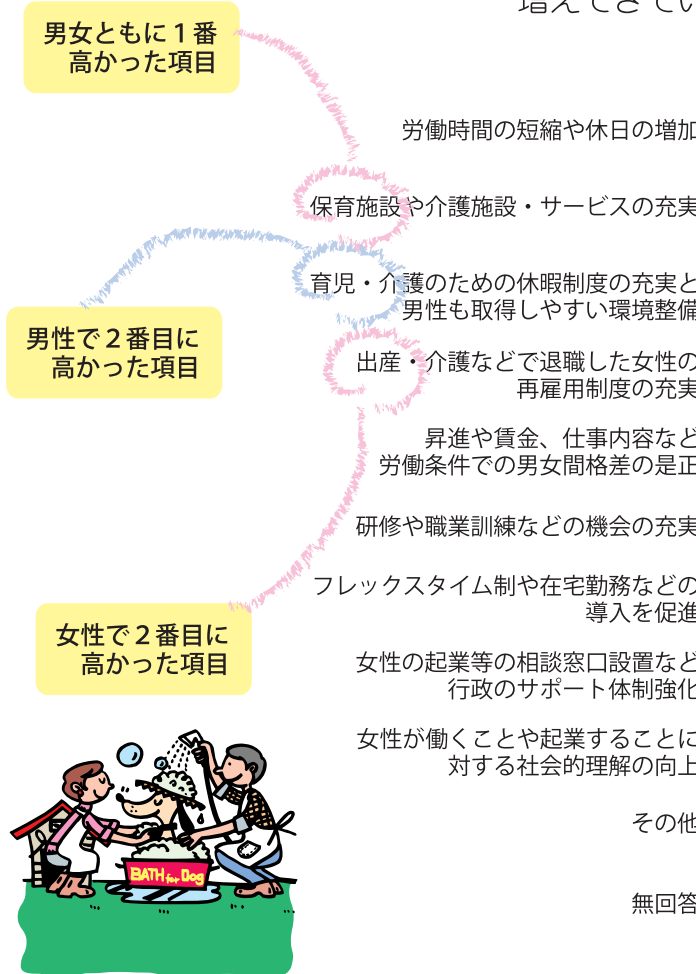 増えてきてい
男女ともに１番
高かった項目
労働時間の短縮や休日の増加
保育施設や介護施設・サービスの充実
育児・介護のための休暇制度の充実と
男性も取得しやすい環境整備
男性で２番目に
高かった項目
出産・介護などで退職した女性の
再雇用制度の充実
昇進や賃金、仕事内容など
労働条件での男女間格差の是正
研修や職業訓練などの機会の充実
フレックスタイム制や在宅勤務などの
導入を促進
女性で２番目に
高かった項目
女性の起業等の相談窓口設置など
行政のサポート体制強化
女性が働くことや起業することに
対する社会的理解の向上
その他
無回答
BATH for Dog